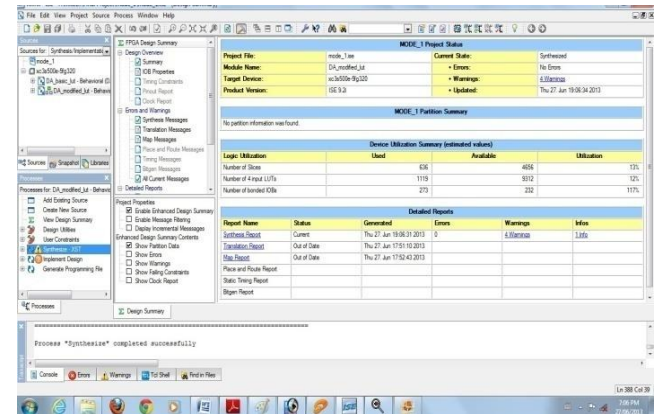 File Edit View Project Source Process Window Help
Sources
Sources for: Synthesis/Implementati
mode_1
xc3s500e-5fg320
DA_basic_lut - Behavioral (D
DA_modified_lut - Behavio
Sources Snapshot Libraries
Processes
Processes for: DA_modified_lut - Behavio
Add Existing Source
Create New Source
View Design Summary
Design Utilities
User Constraints
Synthesize - XST
Implement Design
Generate Programming File
Processes
FPGA Design Summary
Design Overview
Summary
IOB Properties
Timing Constraints
Pinout Report
Clock Report
Errors and Warnings
Synthesis Messages
Translation Messages
Map Messages
Place and Route Messages
Timing Messages
Bitgen Messages
All Current Messages
Detailed Reports
Project Properties
Enable Enhanced Design Summary
Enable Message Filtering
Display Incremental Messages
Enhanced Design Summary Contents
Show Partition Data
Show Errors
Show Warnings
Show Failing Constraints
Show Clock Report
Design Summary
MODE_1 Project Status
Project File: mode_1.ise Current State: Synthesized
Module Name: DA_modified_lut • Errors: No Errors
Target Device: xc3s500e-5fg320 • Warnings: 4 Warnings
Product Version: ISE 9.2i • Updated: Thu 27. Jun 19:06:34 2013
MODE_1 Partition Summary
No partition information was found.
Device Utilization Summary (estimated values)
Logic Utilization Used Available Utilization
Number of Slices 636 4656 13%
Number of 4 input LUTs 1119 9312 12%
Number of bonded IOBs 273 232 117%
Detailed Reports
Report Name Status Generated Errors Warnings Infos
Synthesis Report Current Thu 27. Jun 19:06:31 2013 0 4 Warnings 1 Info
Translation Report Out of Date Thu 27. Jun 17:51:10 2013
Map Report Out of Date Thu 27. Jun 17:52:43 2013
Place and Route Report
Static Timing Report
Bitgen Report
Process "Synthesize" completed successfully
Console Errors Warnings Tcl Shell Find in Files
Ln 388 Col 39
7:06 PM